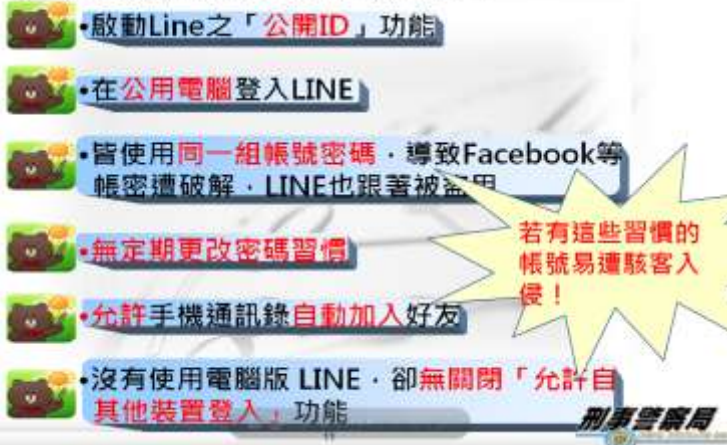 •啟動Line之「公開ID」功能
•在公用電腦登入LINE
•皆使用同一組帳號密碼，導致Facebook等
帳密遭破解，LINE也跟著被盜用
•無定期更改密碼習慣
•允許手機通訊錄自動加入好友
•沒有使用電腦版 LINE，卻無關閉「允許自
其他裝置登入」功能
若有這些習慣的
帳號易遭駭客入
侵！
刑事警察局